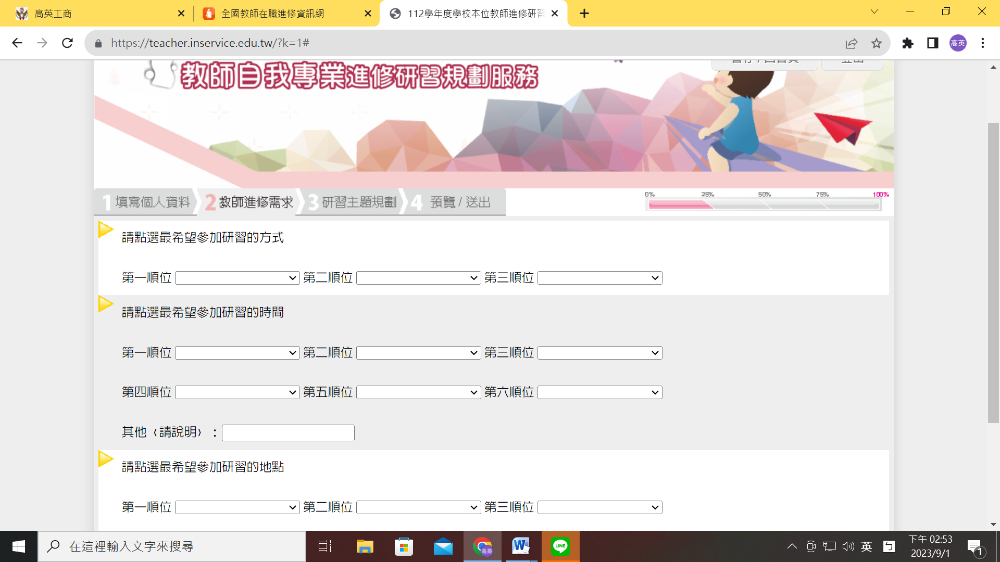 高英工商
全國教師在職進修資訊網
112學年度學校本位教師進修研習
https://teacher.inservice.edu.tw/?k=1#
高英
教師自我專業進修研習規劃服務
1 填寫個人資料 2 教師進修需求 3 研習主題規劃 4 預覽 / 送出
0% 25% 50% 75% 100%
請點選最希望參加研習的方式
第一順位 第二順位 第三順位
請點選最希望參加研習的時間
第一順位 第二順位 第三順位
第四順位 第五順位 第六順位
其他（請說明）：
請點選最希望參加研習的地點
第一順位 第二順位 第三順位
在這裡輸入文字來搜尋
高英
LINE
英
下午 02:53
2023/9/1
1